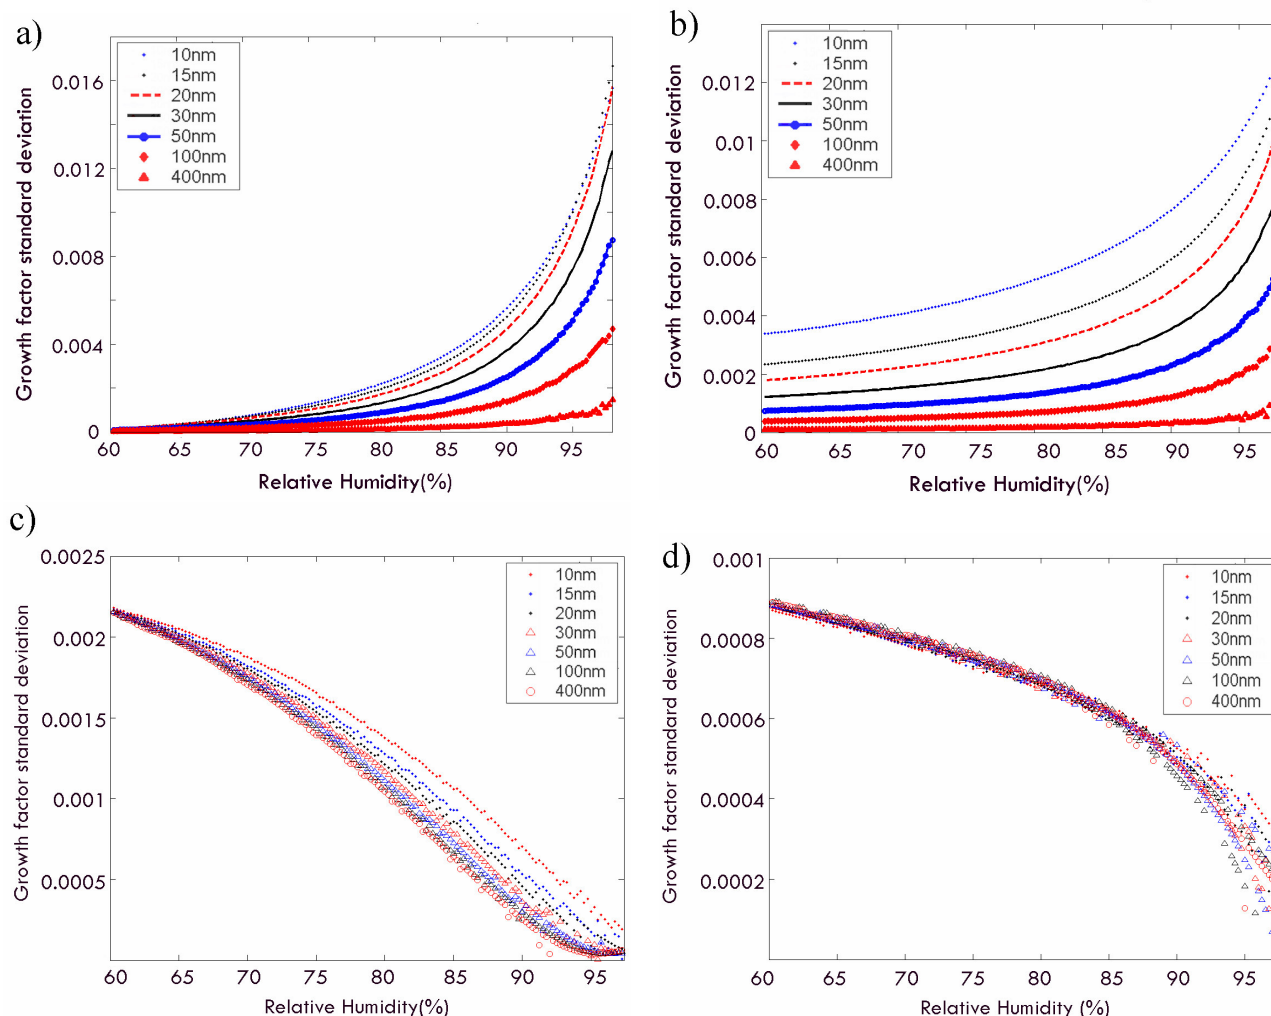 a)
10nm
15nm
20nm
30nm
50nm
100nm
400nm
0.016
0.012
0.008
0.004
0
60
65
70
75
80
85
90
95
Growth factor standard deviation
Relative Humidity(%)
b)
10nm
15nm
20nm
30nm
50nm
100nm
400nm
0.012
0.01
0.008
0.006
0.004
0.002
0
60
65
70
75
80
85
90
95
Growth factor standard deviation
Relative Humidity(%)
c)
10nm
15nm
20nm
30nm
50nm
100nm
400nm
0.0025
0.002
0.0015
0.001
0.0005
60
65
70
75
80
85
90
95
Growth factor standard deviation
Relative Humidity(%)
d)
10nm
15nm
20nm
30nm
50nm
100nm
400nm
0.001
0.0008
0.0006
0.0004
0.0002
60
65
70
75
80
85
90
95
Growth factor standard deviation
Relative Humidity (%)